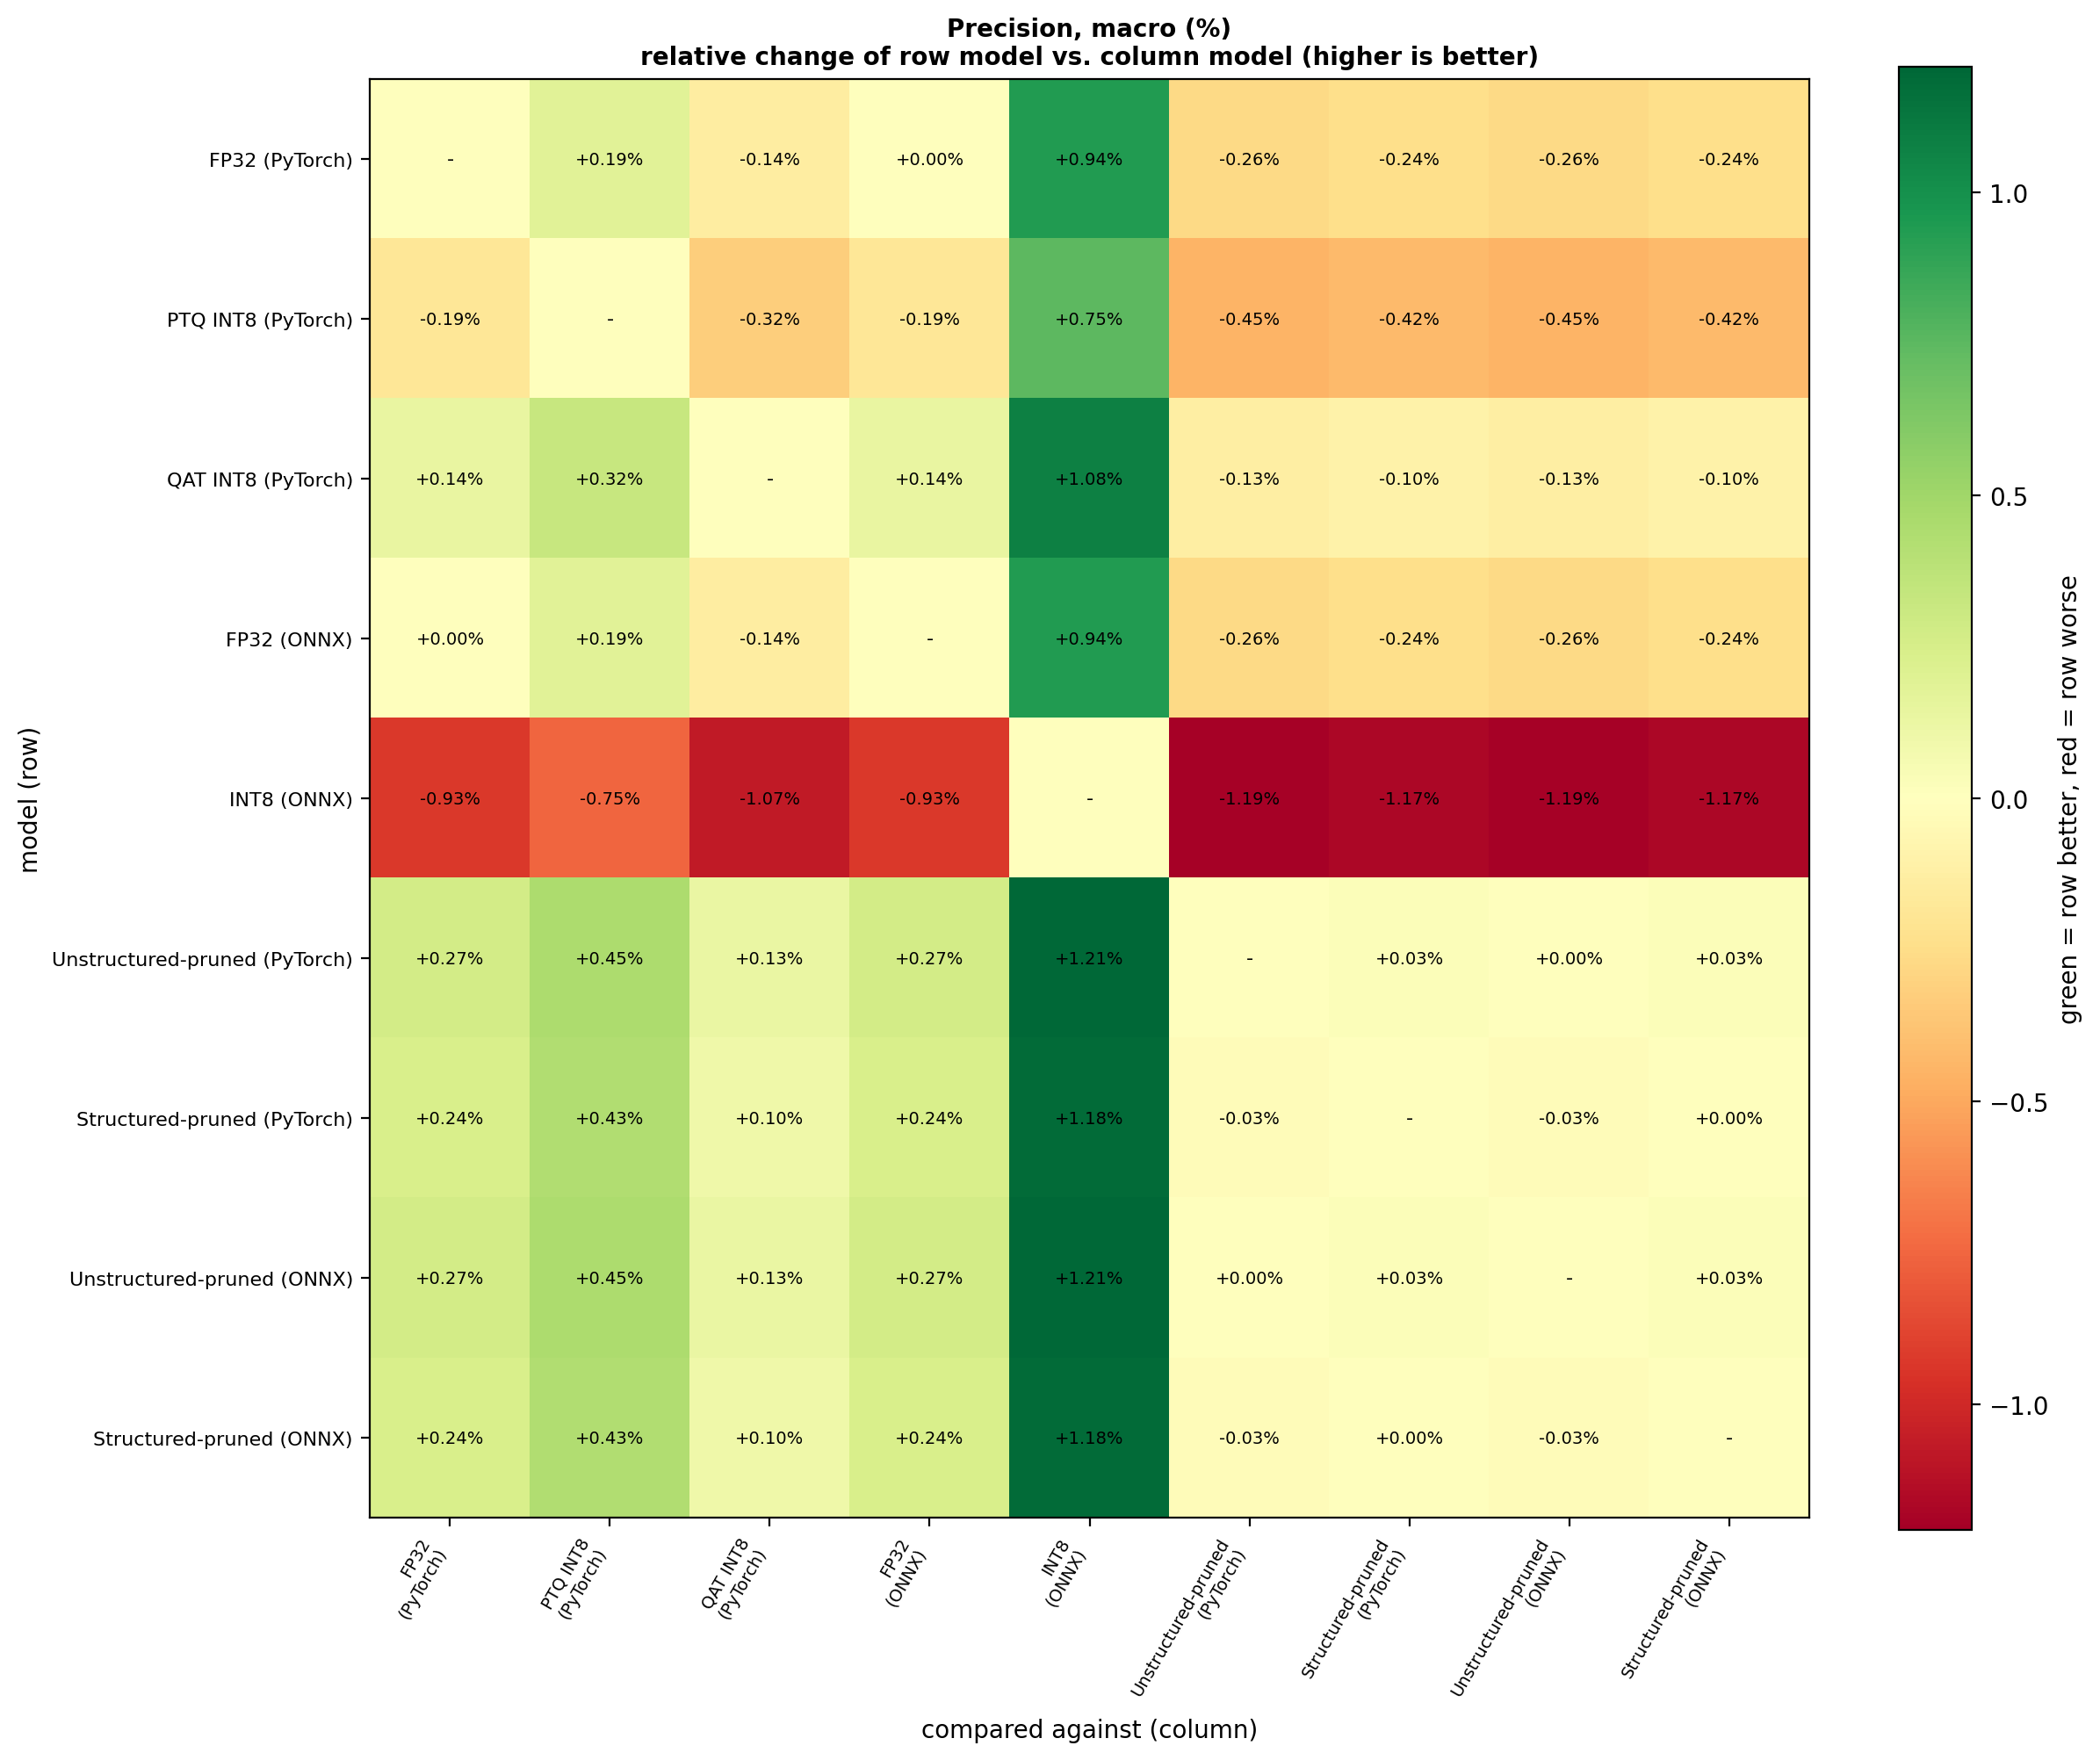 Precision, macro (%)
relative change of row model vs. column model (higher is better)
FP32 (PyTorch) - +0.19% -0.14% +0.00% +0.94% -0.26% -0.24% -0.26% -0.24%
PTQ INT8 (PyTorch) -0.19% - -0.32% -0.19% +0.75% -0.45% -0.42% -0.45% -0.42%
QAT INT8 (PyTorch) +0.14% +0.32% - +0.14% +1.08% -0.13% -0.10% -0.13% -0.10%
FP32 (ONNX) +0.00% +0.19% -0.14% - +0.94% -0.26% -0.24% -0.26% -0.24%
INT8 (ONNX) -0.93% -0.75% -1.07% -0.93% - -1.19% -1.17% -1.19% -1.17%
Unstructured-pruned (PyTorch) +0.27% +0.45% +0.13% +0.27% +1.21% - +0.03% +0.00% +0.03%
Structured-pruned (PyTorch) +0.24% +0.43% +0.10% +0.24% +1.18% -0.03% - -0.03% +0.00%
Unstructured-pruned (ONNX) +0.27% +0.45% +0.13% +0.27% +1.21% +0.00% +0.03% - +0.03%
Structured-pruned (ONNX) +0.24% +0.43% +0.10% +0.24% +1.18% -0.03% +0.00% -0.03% -
model (row)
FP32
(PyTorch)
PTQ INT8
(PyTorch)
QAT INT8
(PyTorch)
FP32
(ONNX)
INT8
(ONNX)
Unstructured-pruned
(PyTorch)
Structured-pruned
(PyTorch)
Unstructured-pruned
(ONNX)
Structured-pruned
(ONNX)
compared against (column)
1.0
0.5
0.0
−0.5
−1.0
green = row better, red = row worse